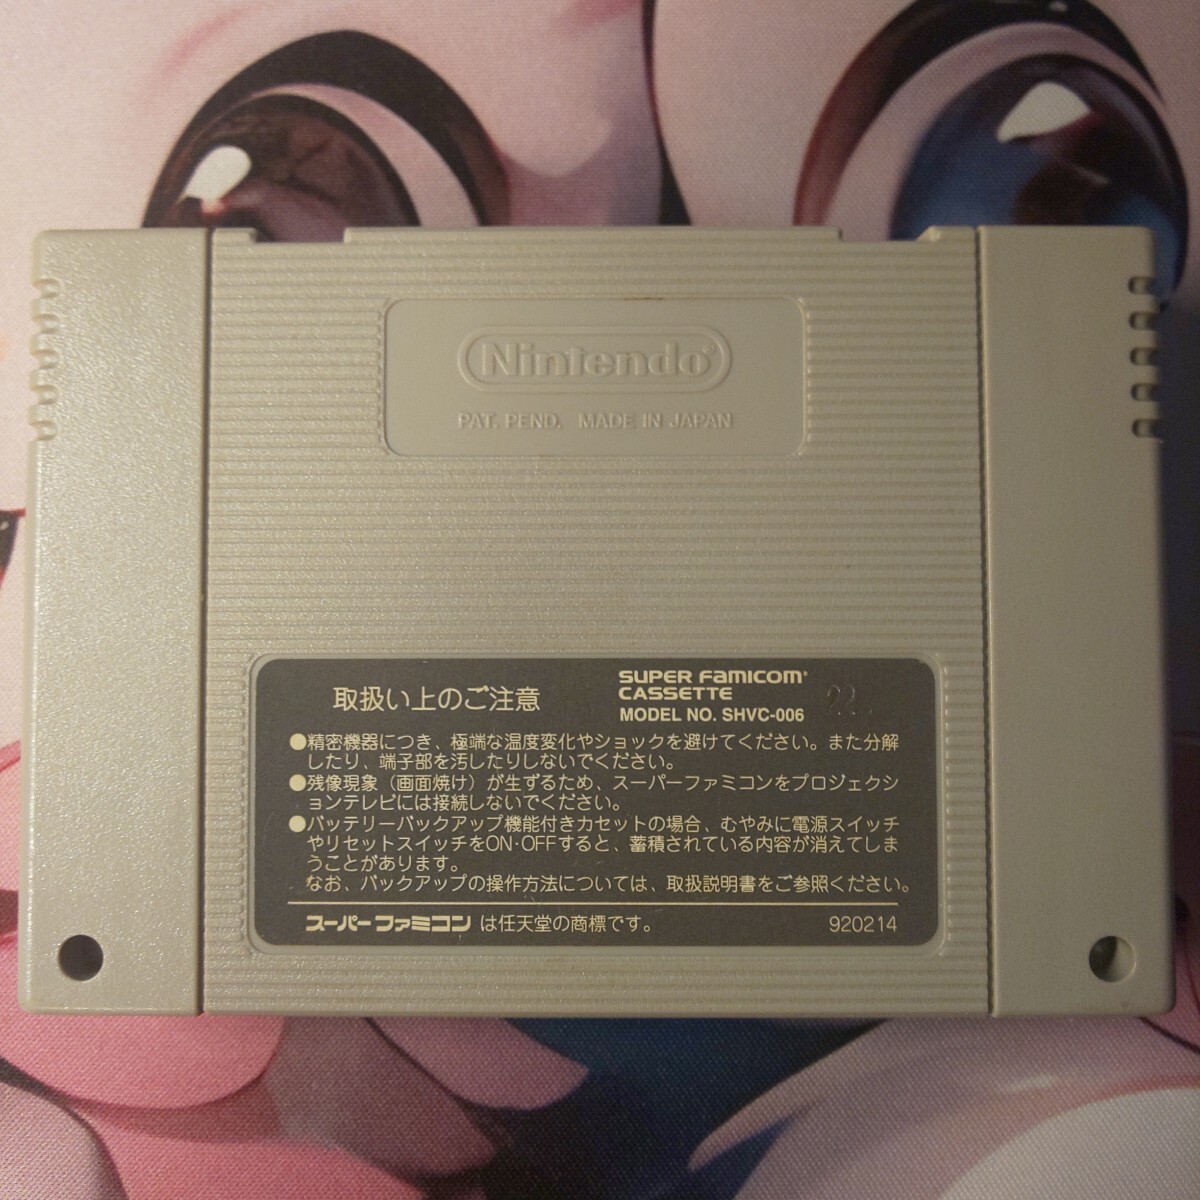 Nintendo®
PAT. PEND. MADE IN JAPAN
取扱い上のご注意
SUPER FAMICOM®
CASSETTE
MODEL NO. SHVC-006
22
●精密機器につき、極端な温度変化やショックを避けてください。また分解
したり、端子部を汚したりしないでください。
●残像現象（画面焼け）が生ずるため、スーパーファミコンをプロジェクシ
ョンテレビには接続しないでください。
●バッテリーバックアップ機能付きカセットの場合、むやみに電源スイッチ
やリセットスイッチをON·OFFすると、蓄積されている内容が消えてしま
うことがあります。
なお、バックアップの操作方法については、取扱説明書をご参照ください。
スーパーファミコン は任天堂の商標です。
920214